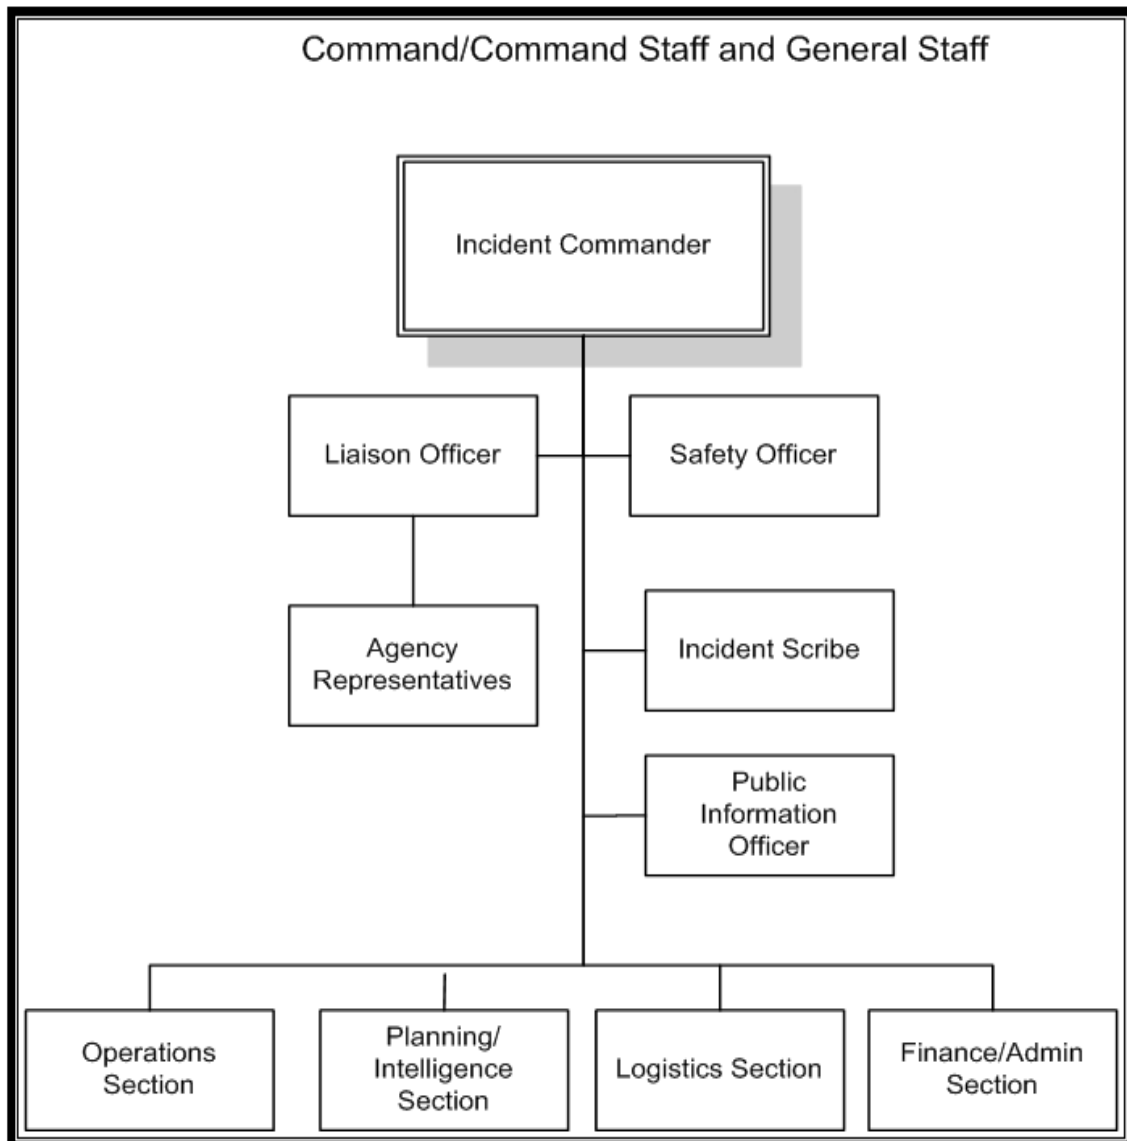 Command/Command Staff and General Staff
Incident Commander
Liaison Officer
Safety Officer
Agency
Representatives
Incident Scribe
Public
Information
Officer
Operations
Section
Planning/
Intelligence
Section
Logistics Section
Finance/Admin
Section